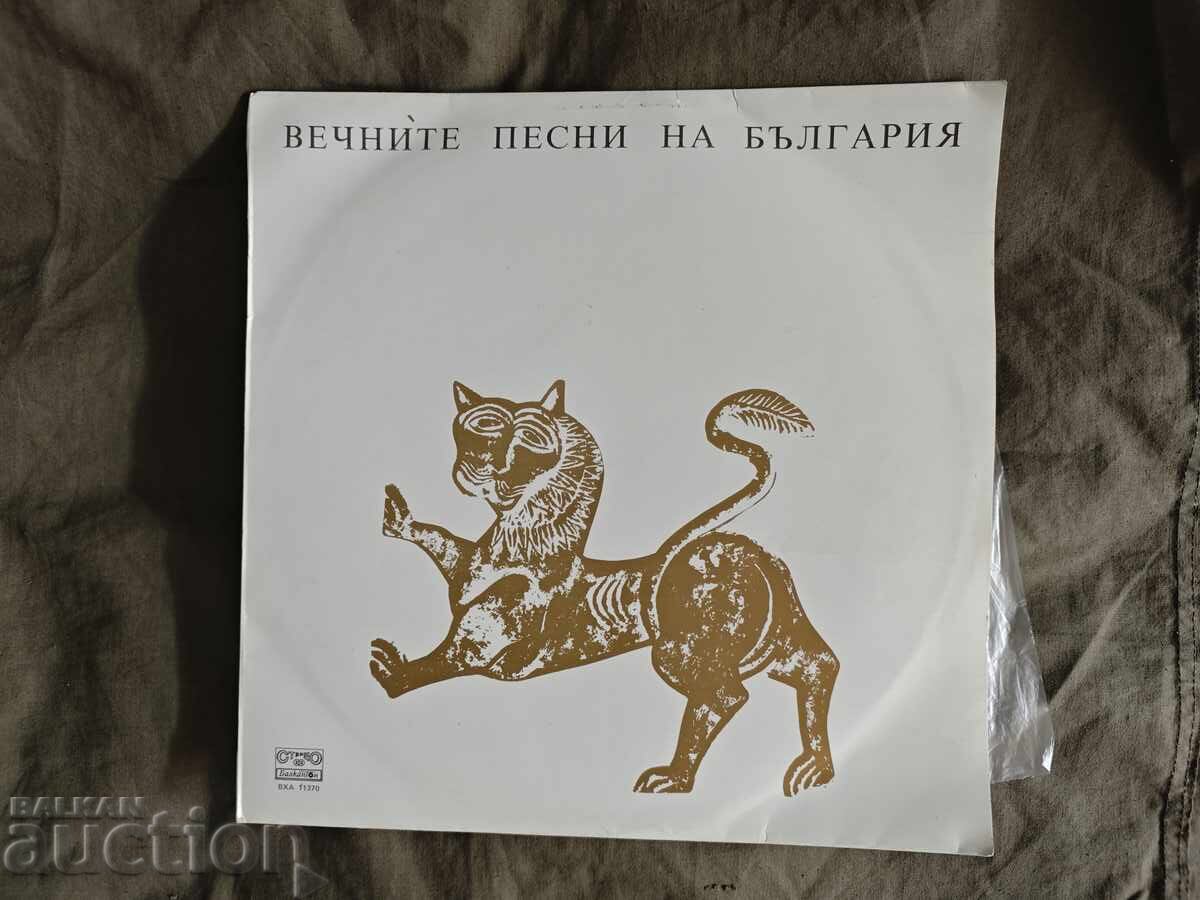 ВЕЧНИТЕ ПЕСНИ НА БЪЛГАРИЯ
СТЕРЕО
Балкантон
ВХА 11370
BALKAN
auction